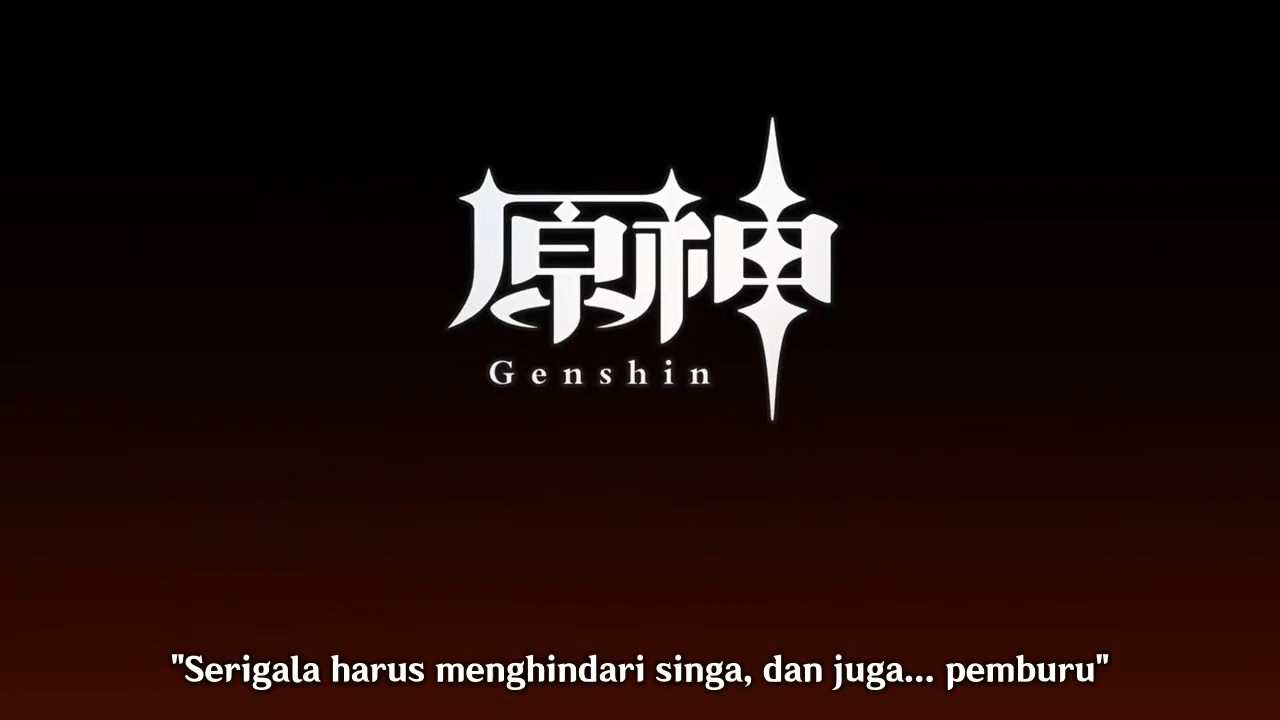 原神
Genshin
"Serigala harus menghindari singa, dan juga... pemburu"